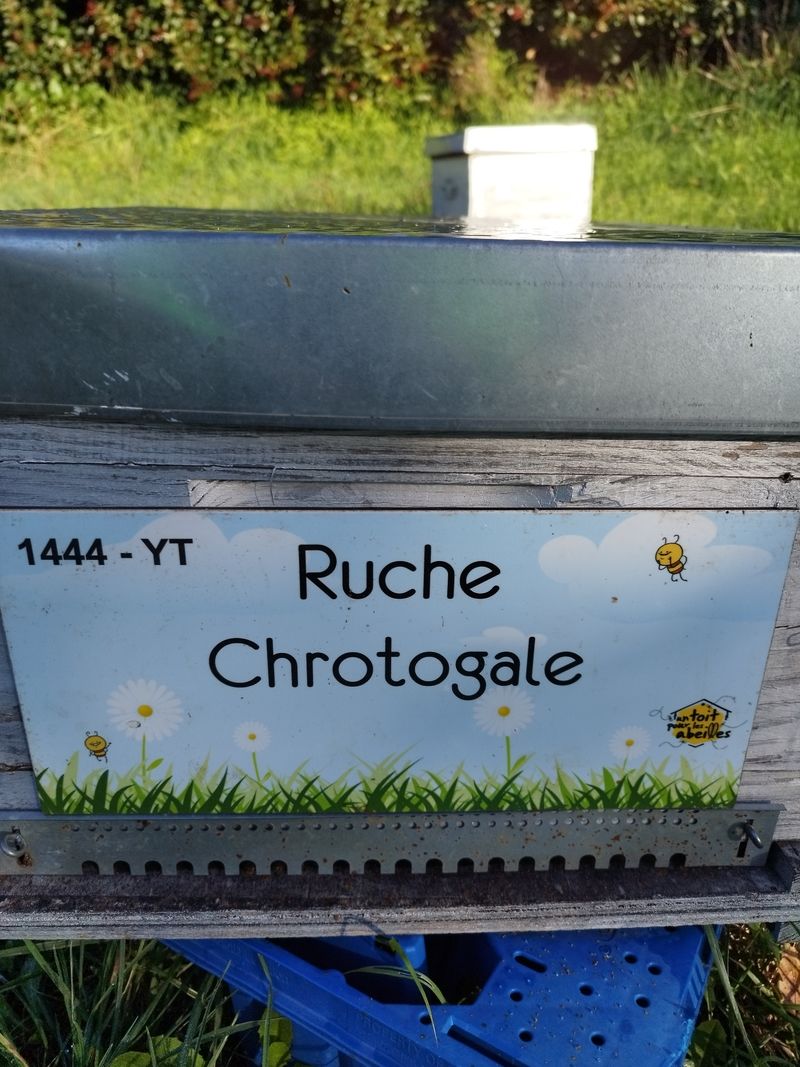 1444 - YT
Ruche
Chrotogale
un toit
pour les
abeilles